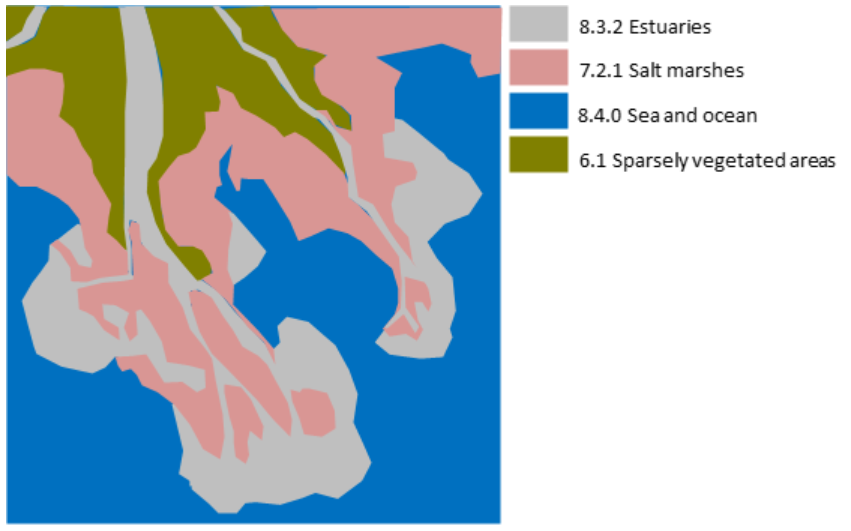 8.3.2 Estuaries
7.2.1 Salt marshes
8.4.0 Sea and ocean
6.1 Sparsely vegetated areas